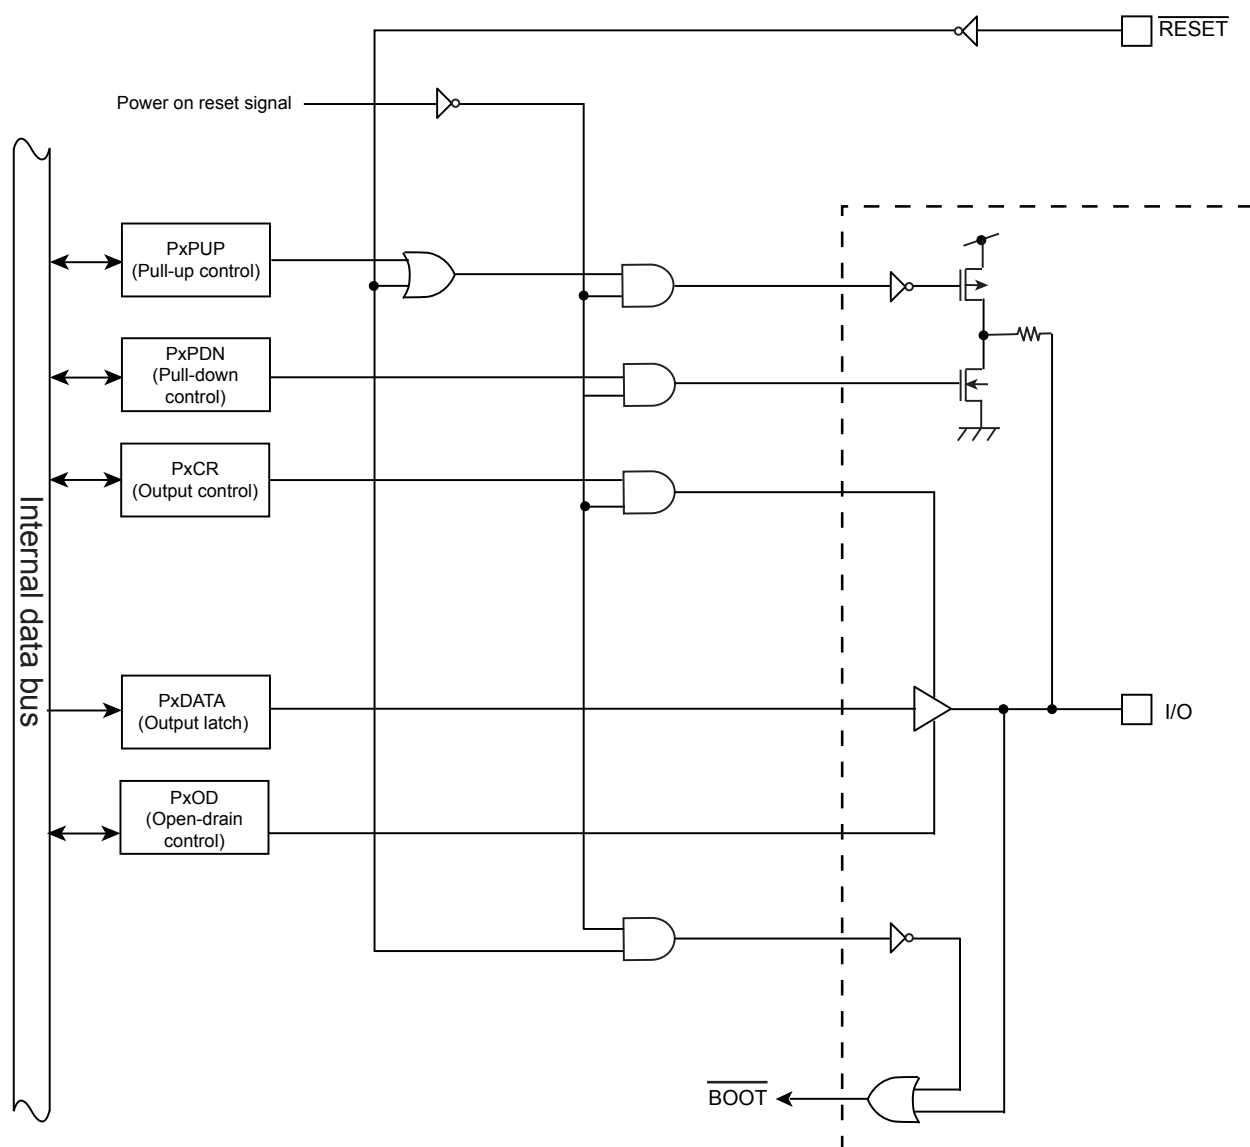 RESET
Power on reset signal
PxPUP
(Pull-up control)
PxPDN
(Pull-down
control)
PxCR
(Output control)
Internal data bus
PxDATA
(Output latch)
I/O
PxOD
(Open-drain
control)
BOOT